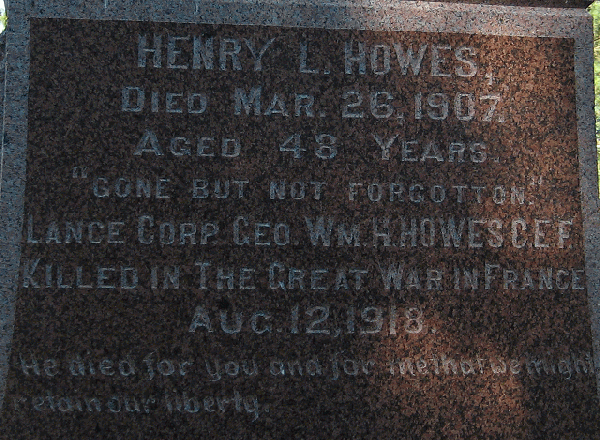 HENRY L. HOWES,
DIED MAR. 26, 1907.
AGED 48 YEARS.
"GONE BUT NOT FORGOTTON."
LANCE CORP. GEO. WM. H. HOWES C.E.F.
KILLED IN THE GREAT WAR IN FRANCE
AUG. 12, 1918.
He died for you and for me that we might
retain our liberty.